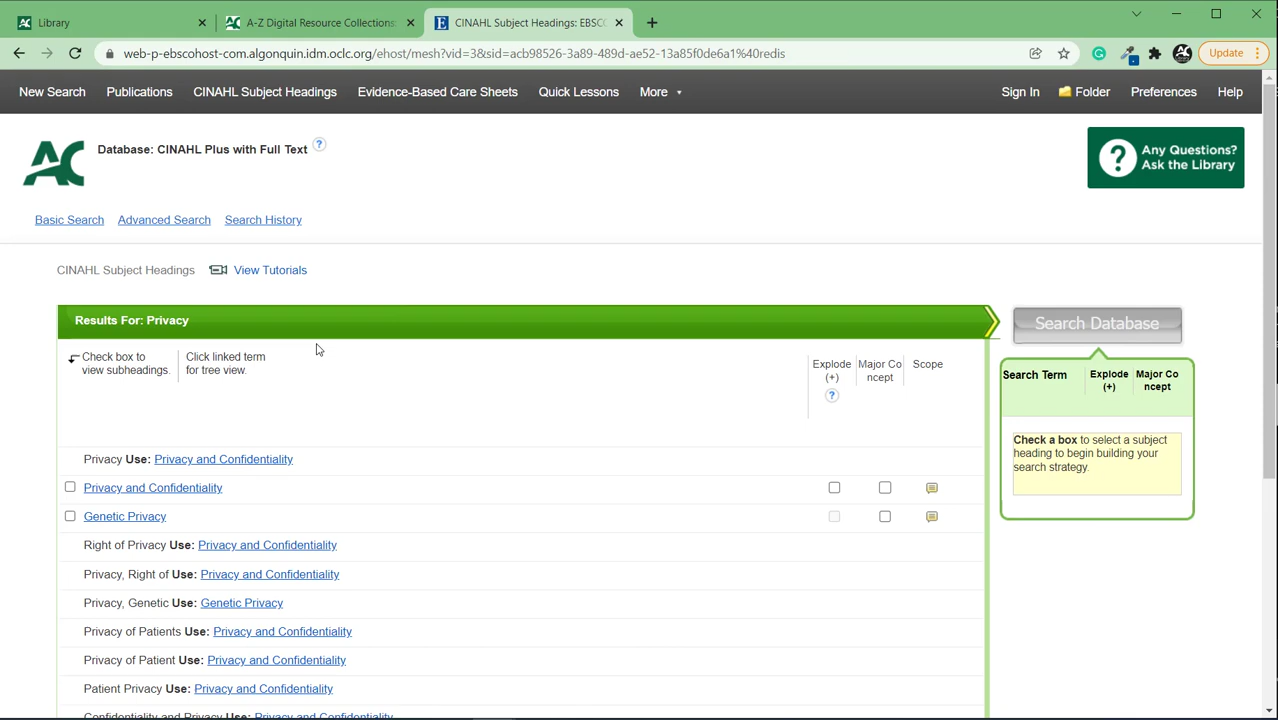 Library
A-Z Digital Resource Collections:
CINAHL Subject Headings: EBSCO
web-p-ebscohost-com.algonquin.idm.oclc.org/ehost/mesh?vid=3&sid=acb98526-3a89-489d-ae52-13a85f0de6a1%40redis
Update
New Search Publications CINAHL Subject Headings Evidence-Based Care Sheets Quick Lessons More Sign In Folder Preferences Help
AC
Database: CINAHL Plus with Full Text ?
? Any Questions?
Ask the Library
Basic Search Advanced Search Search History
CINAHL Subject Headings View Tutorials
Results For: Privacy
Check box to
view subheadings.
Click linked term
for tree view.
Explode
(+)
?
Major Co
ncept
Scope
Privacy Use: Privacy and Confidentiality
Privacy and Confidentiality
Genetic Privacy
Right of Privacy Use: Privacy and Confidentiality
Privacy, Right of Use: Privacy and Confidentiality
Privacy, Genetic Use: Genetic Privacy
Privacy of Patients Use: Privacy and Confidentiality
Privacy of Patient Use: Privacy and Confidentiality
Patient Privacy Use: Privacy and Confidentiality
Confidentiality and Privacy Use: Privacy and Confidentiality
Search Database
Search Term
Explode
(+)
Major Co
ncept
Check a box to select a subject
heading to begin building your
search strategy.